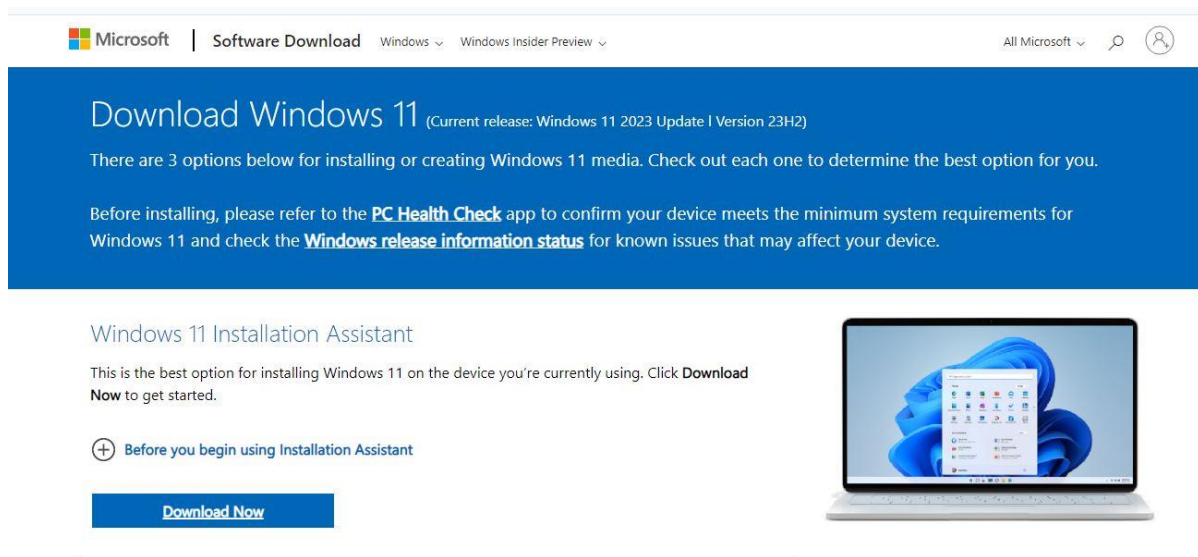 Microsoft | Software Download Windows Windows Insider Preview All Microsoft
Download Windows 11 (Current release: Windows 11 2023 Update l Version 23H2)
There are 3 options below for installing or creating Windows 11 media. Check out each one to determine the best option for you.
Before installing, please refer to the PC Health Check app to confirm your device meets the minimum system requirements for
Windows 11 and check the Windows release information status for known issues that may affect your device.
Windows 11 Installation Assistant
This is the best option for installing Windows 11 on the device you’re currently using. Click Download
Now to get started.
Before you begin using Installation Assistant
Download Now